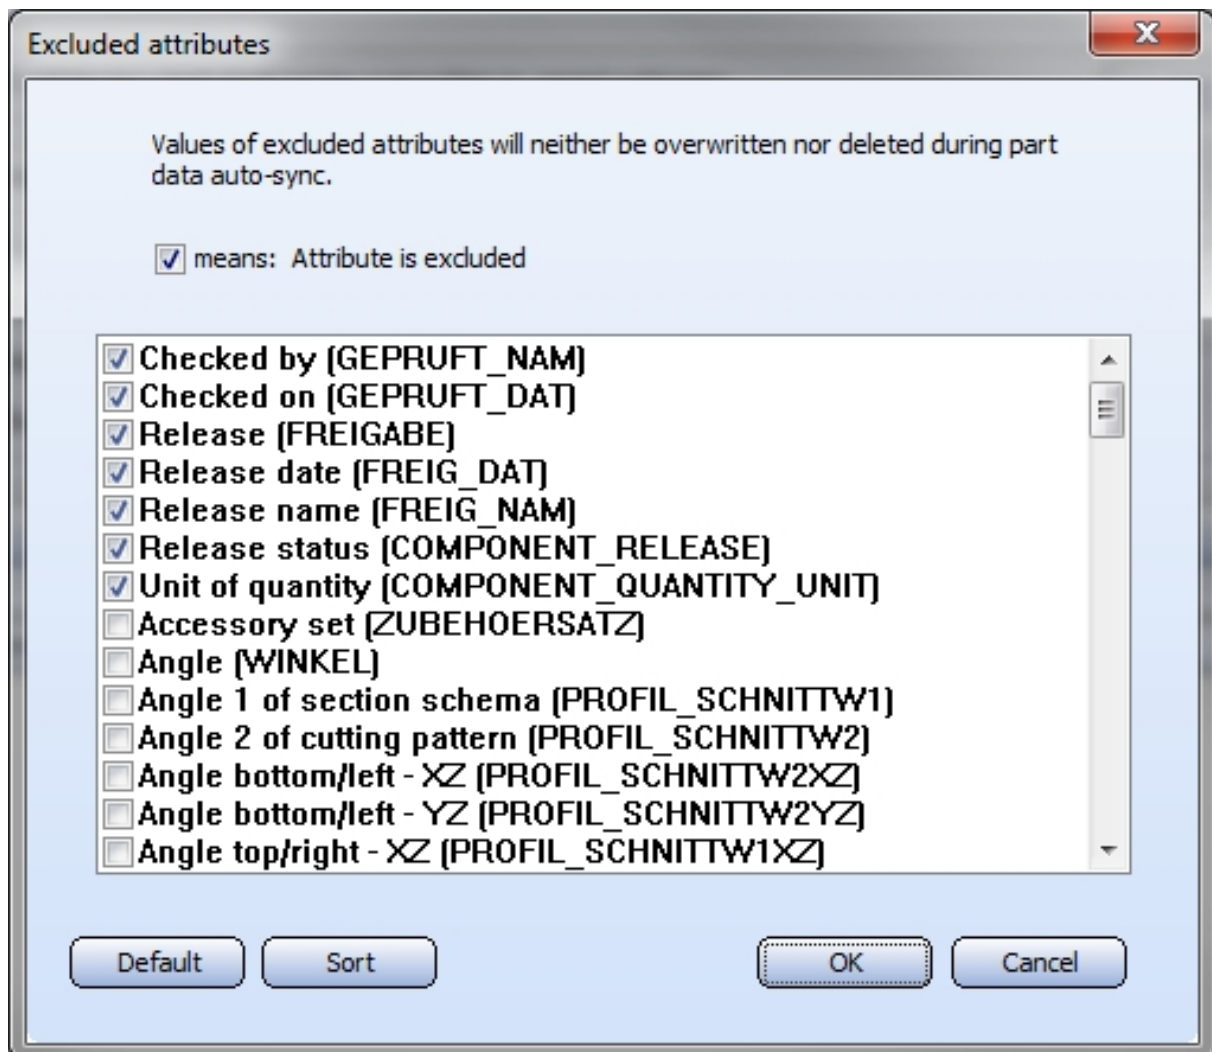 Excluded attributes
Values of excluded attributes will neither be overwritten nor deleted during part
data auto-sync.
means: Attribute is excluded
Checked by (GEPRUFT_NAM)
Checked on (GEPRUFT_DAT)
Release (FREIGABE)
Release date (FREIG_DAT)
Release name (FREIG_NAM)
Release status (COMPONENT_RELEASE)
Unit of quantity (COMPONENT_QUANTITY_UNIT)
Accessory set (ZUBEHOERSATZ)
Angle (WINKEL)
Angle 1 of section schema (PROFIL_SCHNITTW1)
Angle 2 of cutting pattern (PROFIL_SCHNITTW2)
Angle bottom/left - XZ (PROFIL_SCHNITTW2XZ)
Angle bottom/left - YZ (PROFIL_SCHNITTW2YZ)
Angle top/right - XZ (PROFIL_SCHNITTW1XZ)
Default Sort OK Cancel